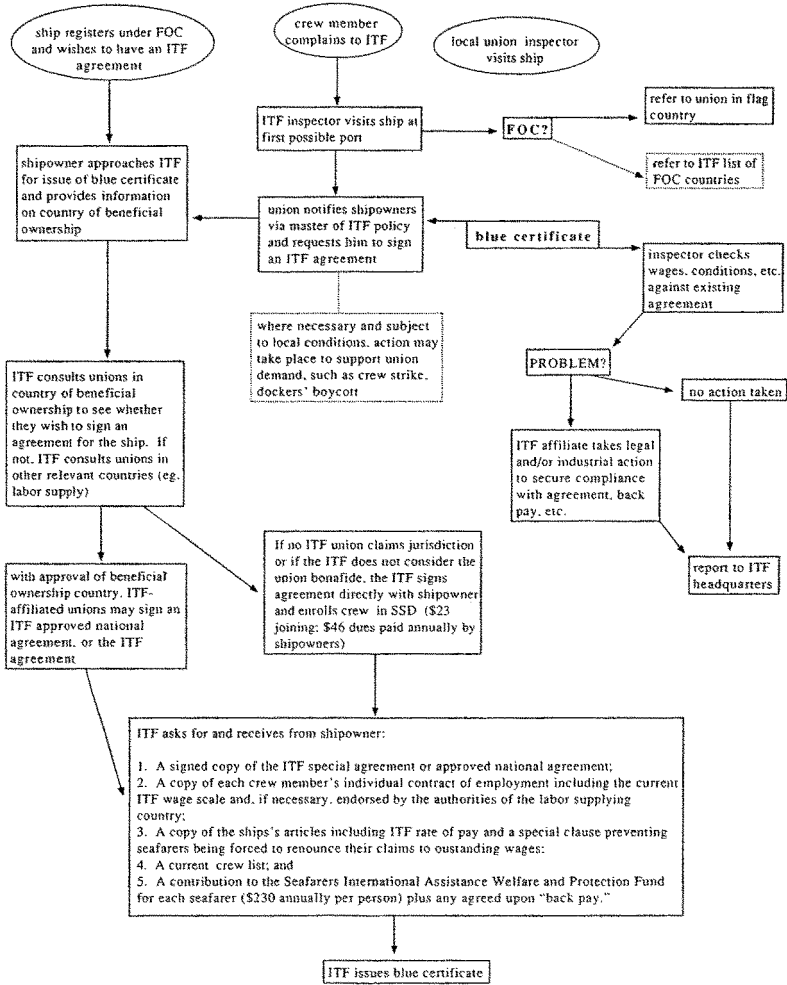 ship registers under FOC
and wishes to have an ITF
agreement
crew member
complains to ITF
local union inspector
visits ship
ITF inspector visits ship at
first possible port
FOC?
refer to union in flag
country
refer to ITF list of
FOC countries
shipowner approaches ITF
for issue of blue certificate
and provides information
on country of beneficial
ownership
union notifies shipowners
via master of ITF policy
and requests him to sign
an ITF agreement
blue certificate
inspector checks
wages, conditions, etc.
against existing
agreement
where necessary and subject
to local conditions, action may
take place to support union
demand, such as crew strike,
dockers' boycott
PROBLEM?
no action taken
ITF consults unions in
country of beneficial
ownership to see whether
they wish to sign an
agreement for the ship. If
not, ITF consults unions in
other relevant countries (eg.
labor supply)
ITF affiliate takes legal
and/or industrial action
to secure compliance
with agreement, back
pay, etc.
report to ITF
headquarters
with approval of beneficial
ownership country, ITF-
affiliated unions may sign an
ITF approved national
agreement, or the ITF
agreement
If no ITF union claims jurisdiction
or if the ITF does not consider the
union bonafide, the ITF signs
agreement directly with shipowner
and enrolls crew in SSD ($23
joining; $46 dues paid annually by
shipowners)
ITF asks for and receives from shipowner:
1. A signed copy of the ITF special agreement or approved national agreement;
2. A copy of each crew member's individual contract of employment including the current
ITF wage scale and, if necessary, endorsed by the authorities of the labor supplying
country;
3. A copy of the ships's articles including ITF rate of pay and a special clause preventing
seafarers being forced to renounce their claims to oustanding wages;
4. A current crew list; and
5. A contribution to the Seafarers International Assistance Welfare and Protection Fund
for each seafarer ($230 annually per person) plus any agreed upon "back pay."
ITF issues blue certificate